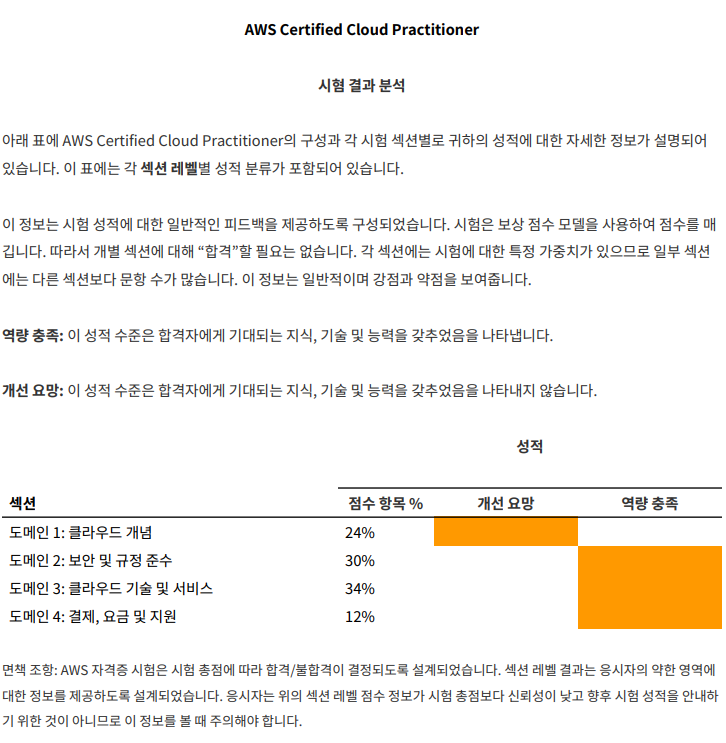 AWS Certified Cloud Practitioner
시험 결과 분석
아래 표에 AWS Certified Cloud Practitioner의 구성과 각 시험 섹션별로 귀하의 성적에 대한 자세한 정보가 설명되어
있습니다. 이 표에는 각 섹션 레벨별 성적 분류가 포함되어 있습니다.
이 정보는 시험 성적에 대한 일반적인 피드백을 제공하도록 구성되었습니다. 시험은 보상 점수 모델을 사용하여 점수를 매
깁니다. 따라서 개별 섹션에 대해 “합격”할 필요는 없습니다. 각 섹션에는 시험에 대한 특정 가중치가 있으므로 일부 섹션
에는 다른 섹션보다 문항 수가 많습니다. 이 정보는 일반적이며 강점과 약점을 보여줍니다.
역량 충족: 이 성적 수준은 합격자에게 기대되는 지식, 기술 및 능력을 갖추었음을 나타냅니다.
개선 요망: 이 성적 수준은 합격자에게 기대되는 지식, 기술 및 능력을 갖추었음을 나타내지 않습니다.
성적
섹션 점수 항목 % 개선 요망 역량 충족
도메인 1: 클라우드 개념 24%
도메인 2: 보안 및 규정 준수 30%
도메인 3: 클라우드 기술 및 서비스 34%
도메인 4: 결제, 요금 및 지원 12%
면책 조항: AWS 자격증 시험은 시험 총점에 따라 합격/불합격이 결정되도록 설계되었습니다. 섹션 레벨 결과는 응시자의 약한 영역에
대한 정보를 제공하도록 설계되었습니다. 응시자는 위의 섹션 레벨 점수 정보가 시험 총점보다 신뢰성이 낮고 향후 시험 성적을 안내하
기 위한 것이 아니므로 이 정보를 볼 때 주의해야 합니다.